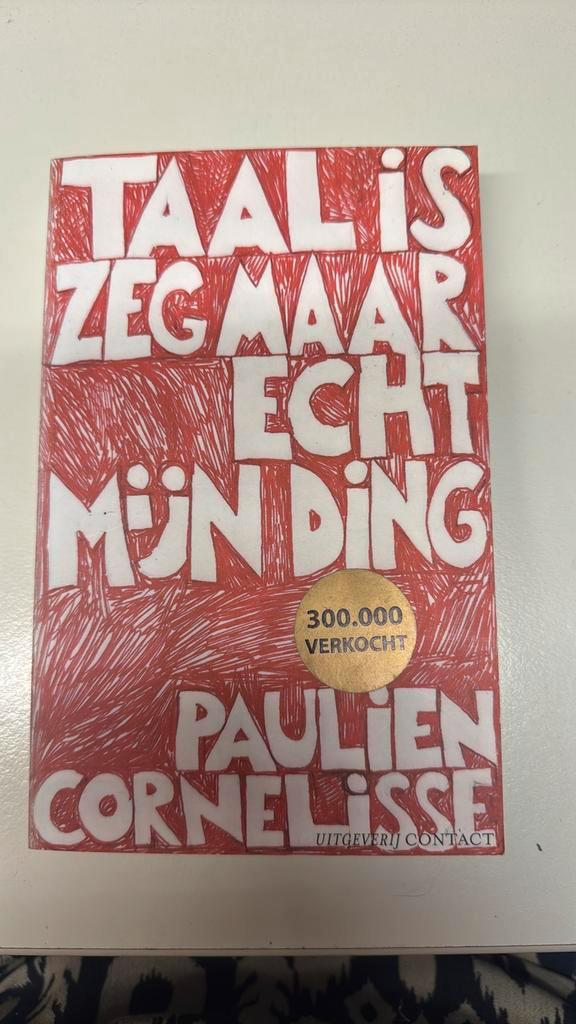 TAAL iS
ZEG MAAR
ECHT
MIJN DiNG
300.000
VERKOCHT
PAULiEN
CORNELiSSE
UITGEVERIJ CONTACT